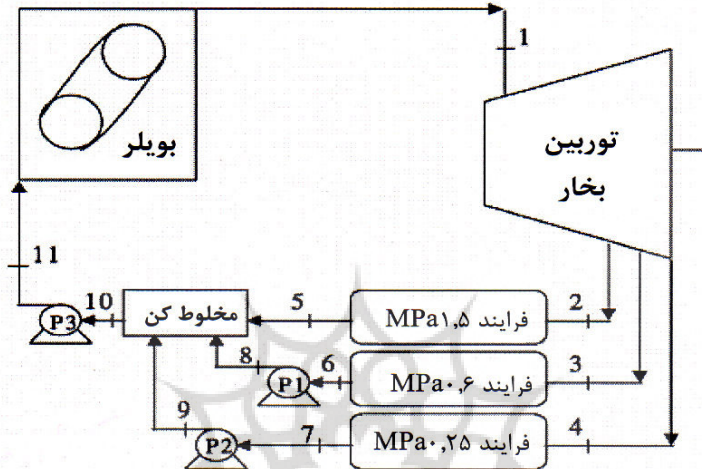 1
بویلر
توربین
بخار
11
10
P3
مخلوط کن
5
فرایند MPa۱,۵
2
8
P1
6
فرایند MPa۰,۶
3
9
P2
7
فرایند MPa۰,۲۵
4